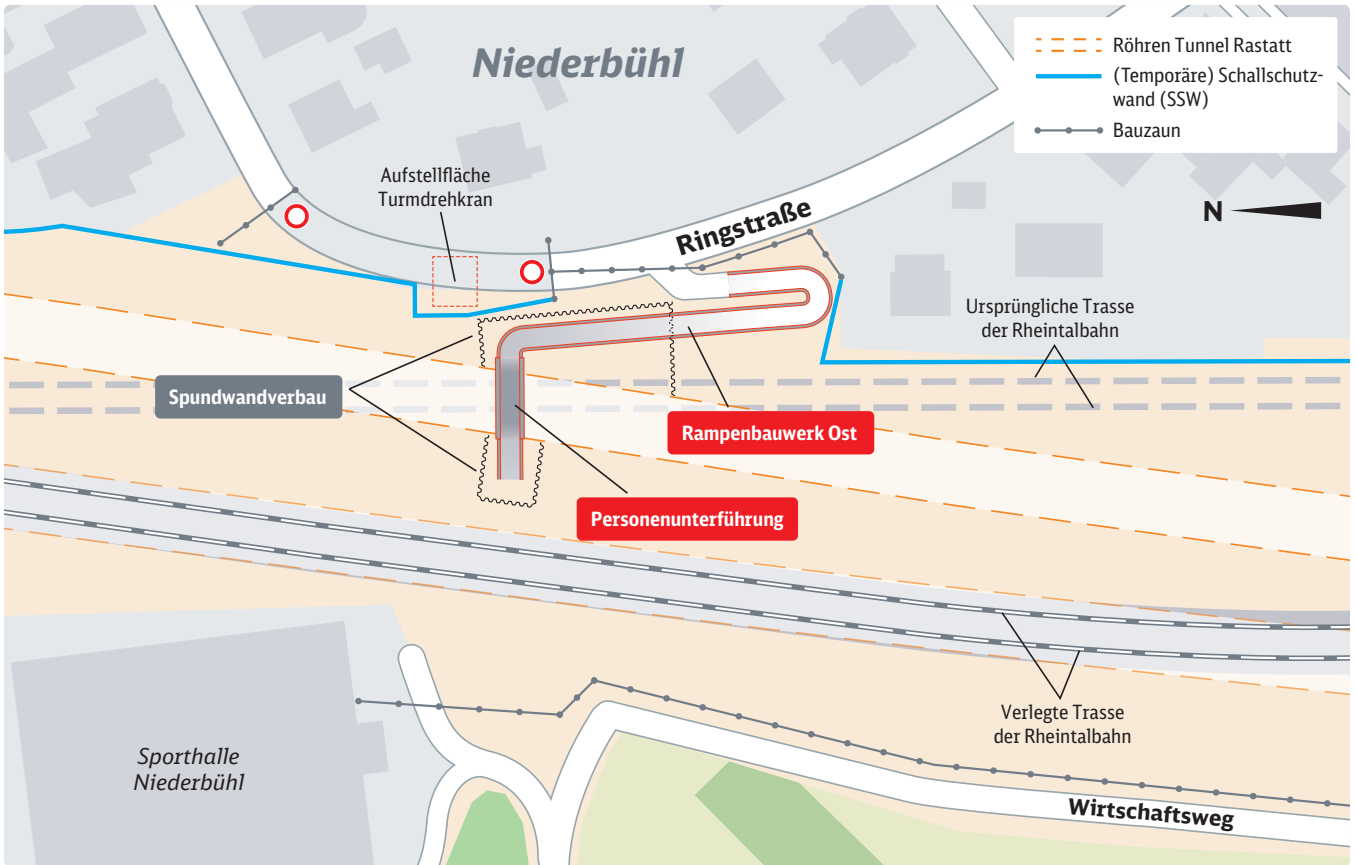 Niederbühl
Röhren Tunnel Rastatt
(Temporäre) Schallschutz-
wand (SSW)
Bauzaun
Aufstellfläche
Turmdrehkran
Ringstraße
N
Ursprüngliche Trasse
der Rheintalbahn
Spundwandverbau
Rampenbauwerk Ost
Personenunterführung
Verlegte Trasse
der Rheintalbahn
Sporthalle
Niederbühl
Wirtschaftsweg